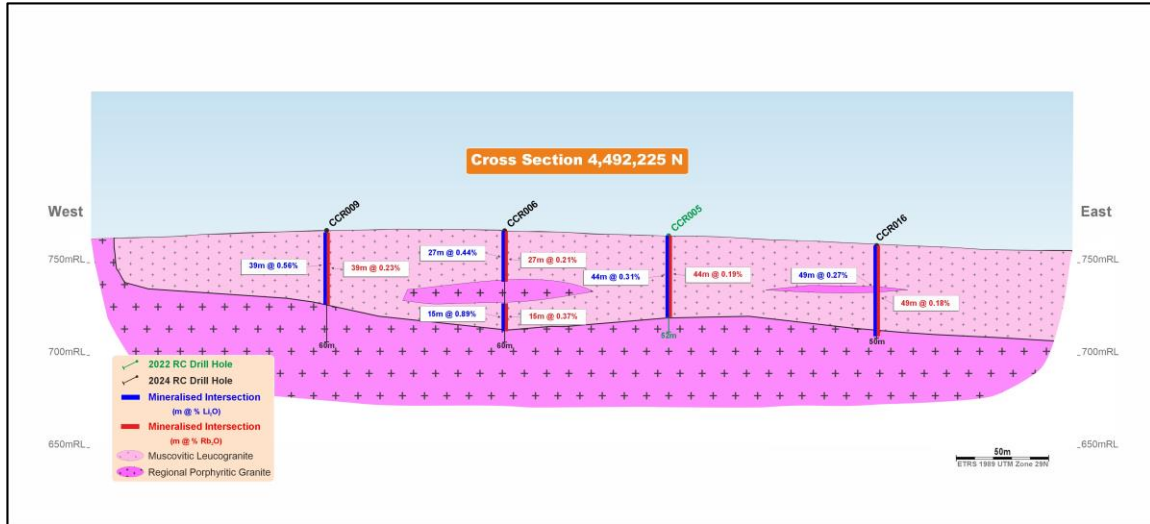 Cross Section 4,492,225 N
West
East
CCR009
CCR006
CCR005
CCR016
750mRL
750mRL
27m @ 0.44%
27m @ 0.21%
39m @ 0.56%
39m @ 0.23%
44m @ 0.31%
44m @ 0.19%
49m @ 0.27%
49m @ 0.18%
15m @ 0.89%
15m @ 0.37%
60m
60m
52m
50m
700mRL
700mRL
2022 RC Drill Hole
2024 RC Drill Hole
Mineralised Intersection
(m @ % Li₂O)
Mineralised Intersection
(m @ % Rb₂O)
Muscovitic Leucogranite
Regional Porphyritic Granite
650mRL
650mRL
50m
ETRS 1989 UTM Zone 29N